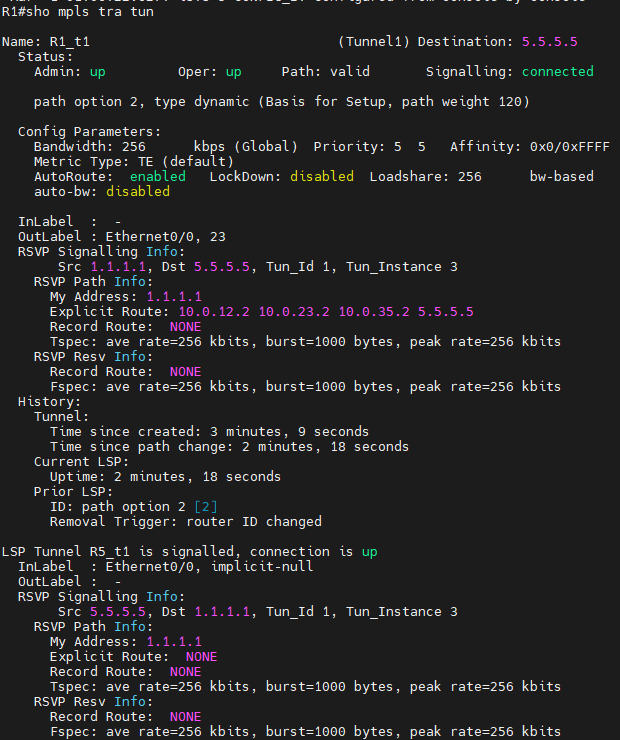 R1#sho mpls tra tun
Name: R1_t1 (Tunnel1) Destination: 5.5.5.5
Status:
Admin: up Oper: up Path: valid Signalling: connected
path option 2, type dynamic (Basis for Setup, path weight 120)
Config Parameters:
Bandwidth: 256 kbps (Global) Priority: 5 5 Affinity: 0x0/0xFFFF
Metric Type: TE (default)
AutoRoute: enabled LockDown: disabled Loadshare: 256 bw-based
auto-bw: disabled
InLabel : -
OutLabel : Ethernet0/0, 23
RSVP Signalling Info:
Src 1.1.1.1, Dst 5.5.5.5, Tun_Id 1, Tun_Instance 3
RSVP Path Info:
My Address: 1.1.1.1
Explicit Route: 10.0.12.2 10.0.23.2 10.0.35.2 5.5.5.5
Record Route: NONE
Tspec: ave rate=256 kbits, burst=1000 bytes, peak rate=256 kbits
RSVP Resv Info:
Record Route: NONE
Fspec: ave rate=256 kbits, burst=1000 bytes, peak rate=256 kbits
History:
Tunnel:
Time since created: 3 minutes, 9 seconds
Time since path change: 2 minutes, 18 seconds
Current LSP:
Uptime: 2 minutes, 18 seconds
Prior LSP:
ID: path option 2 [2]
Removal Trigger: router ID changed
LSP Tunnel R5_t1 is signalled, connection is up
InLabel : Ethernet0/0, implicit-null
OutLabel : -
RSVP Signalling Info:
Src 5.5.5.5, Dst 1.1.1.1, Tun_Id 1, Tun_Instance 3
RSVP Path Info:
My Address: 1.1.1.1
Explicit Route: NONE
Record Route: NONE
Tspec: ave rate=256 kbits, burst=1000 bytes, peak rate=256 kbits
RSVP Resv Info:
Record Route: NONE
Fspec: ave rate=256 kbits, burst=1000 bytes, peak rate=256 kbits